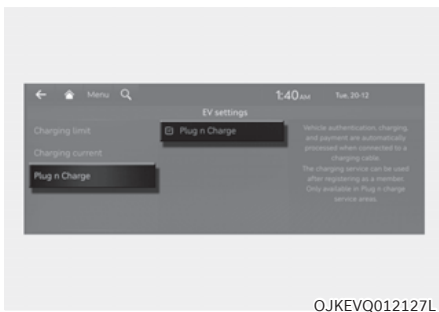 Menu
1:40 AM Tue, 20-12
EV settings
Charging limit
Charging current
Plug n Charge
Plug n Charge
Vehicle authentication, charging,
and payment are automatically
processed when connected to a
charging cable.
The charging service can be used
after registering as a member.
Only available in Plug n charge
service areas.
OJKEVQ012127L